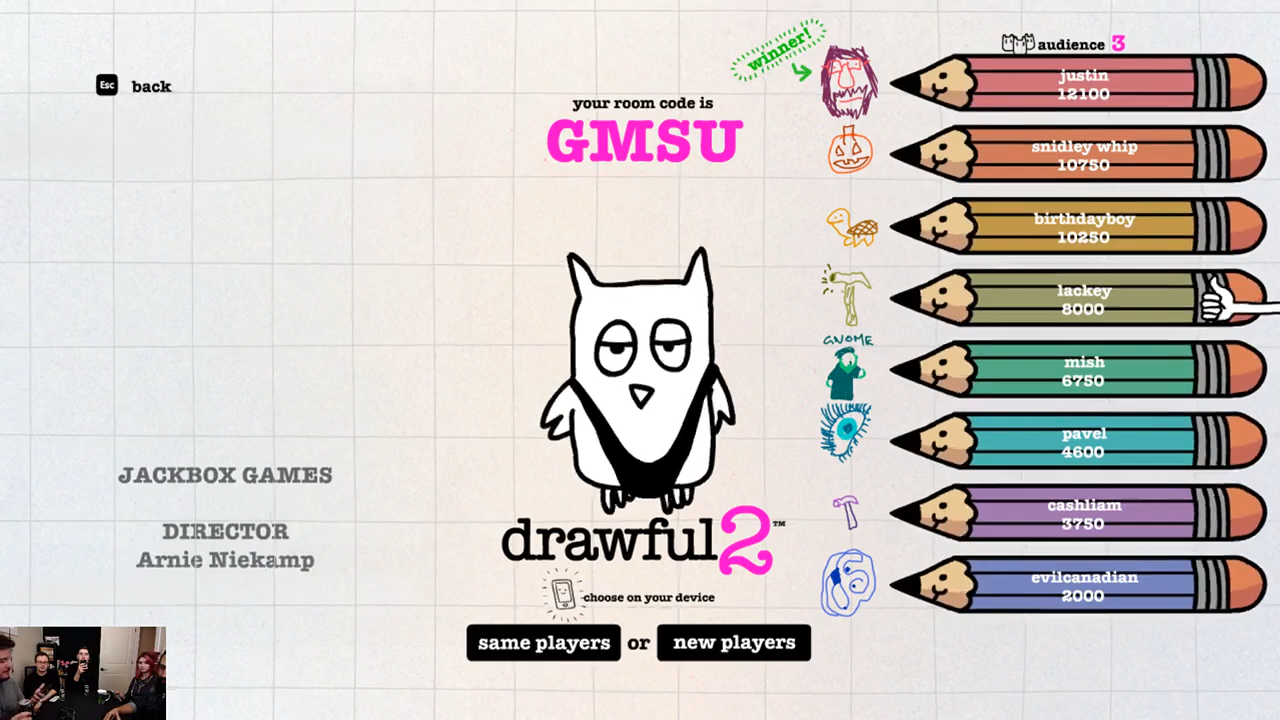 Esc back
your room code is
GMSU
winner!
audience 3
justin
12100
snidley whip
10750
birthdayboy
10250
lackey
8000
GNOME
mish
6750
pavel
4600
cashliam
3750
evilcanadian
2000
JACKBOX GAMES
DIRECTOR
Arnie Niekamp
drawful 2™
choose on your device
same players or new players